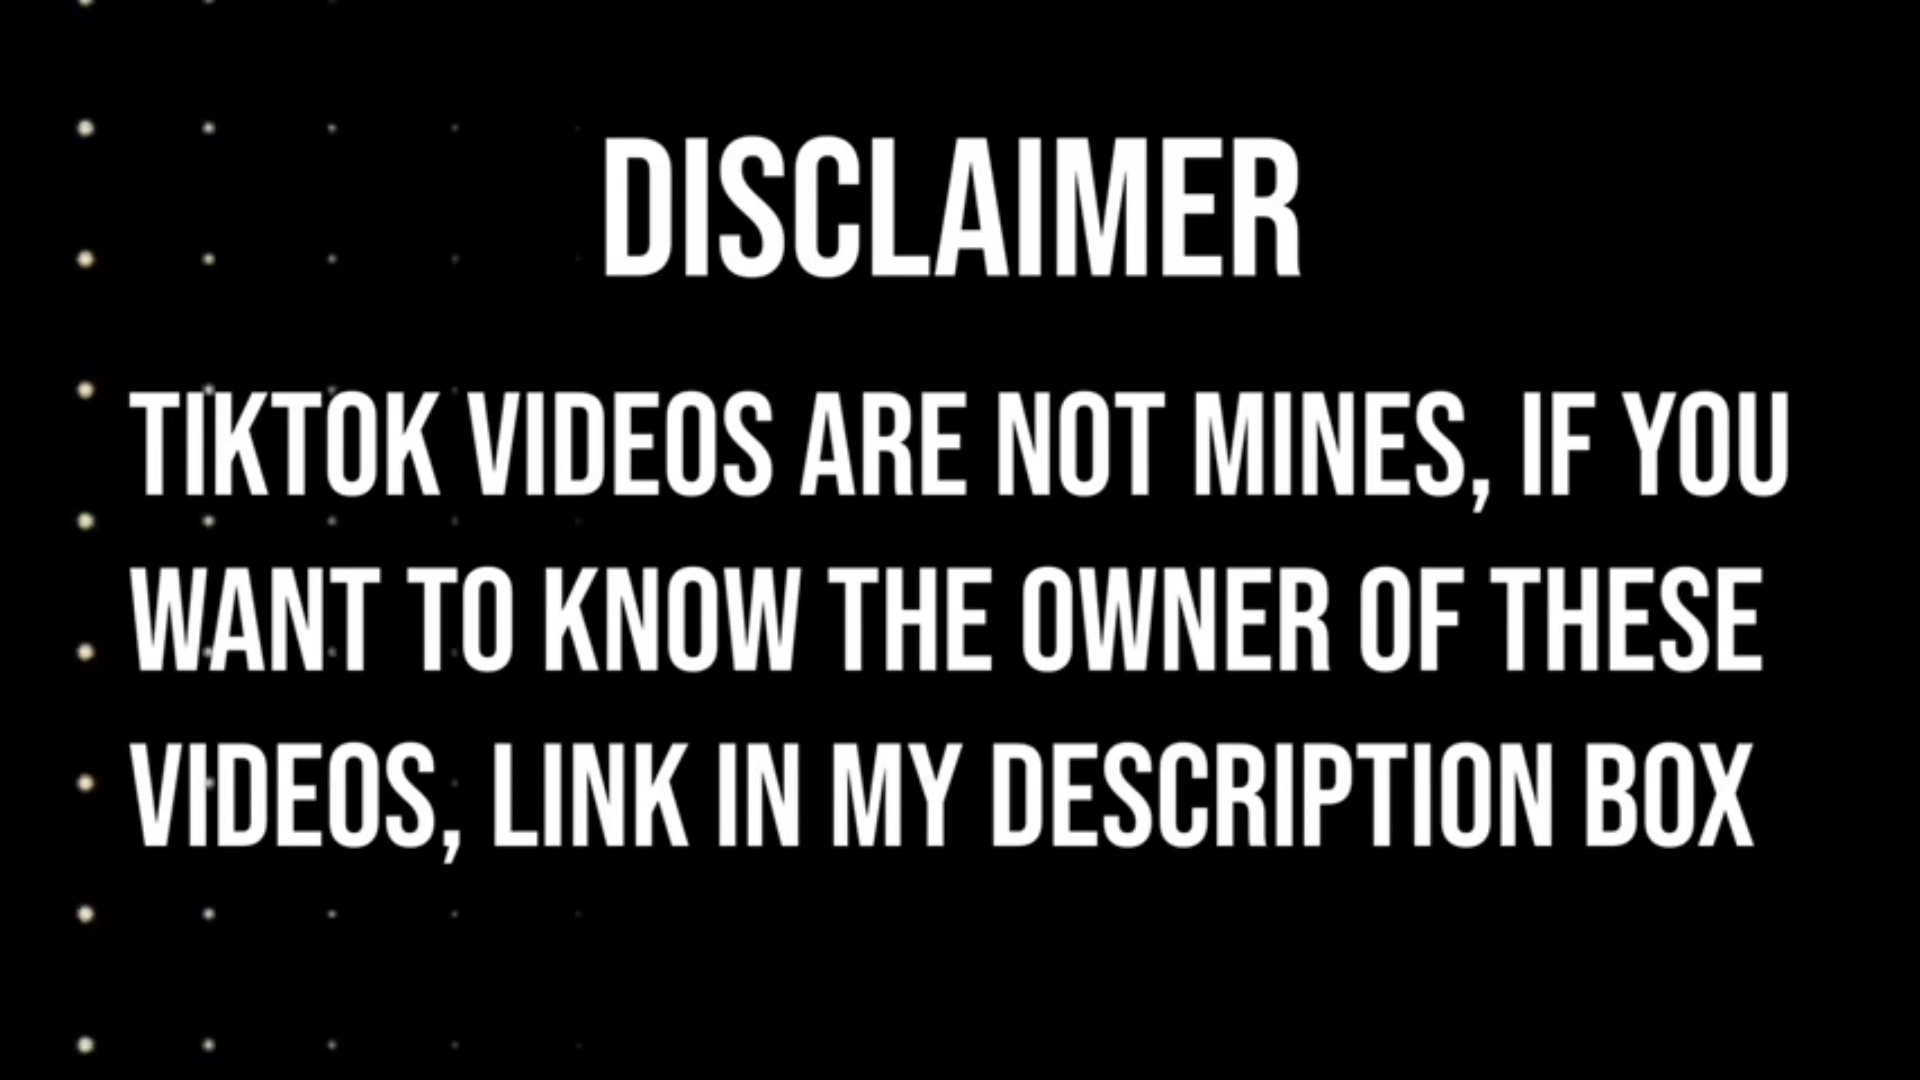 DISCLAIMER
TIKTOK VIDEOS ARE NOT MINES, IF YOU
WANT TO KNOW THE OWNER OF THESE
VIDEOS, LINK IN MY DESCRIPTION BOX